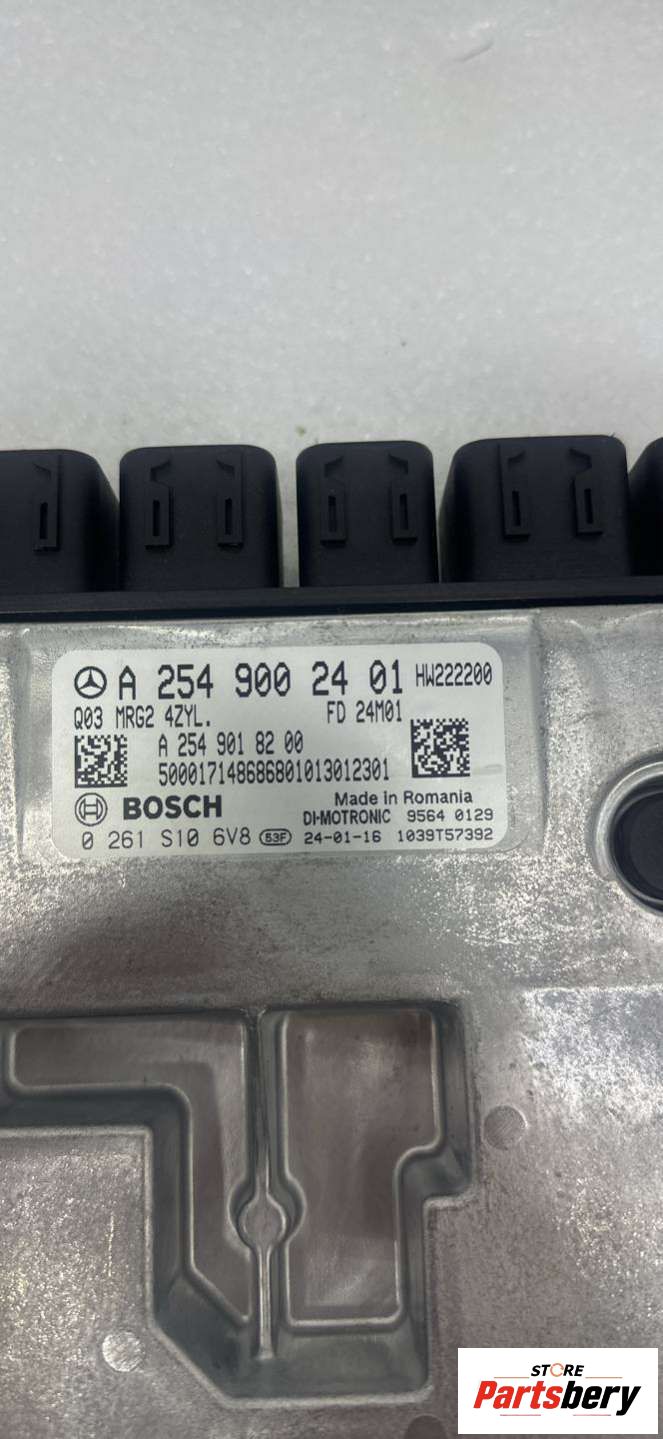 A 254 900 24 01 HW222200
Q03 MRG2 4ZYL. FD 24M01
A 254 901 82 00
500017148686801013012301
BOSCH Made in Romania
DI-MOTRONIC 9564 0129
0 261 S10 6V8 53F 24-01-16 1039T57392
STORE
Partsbery